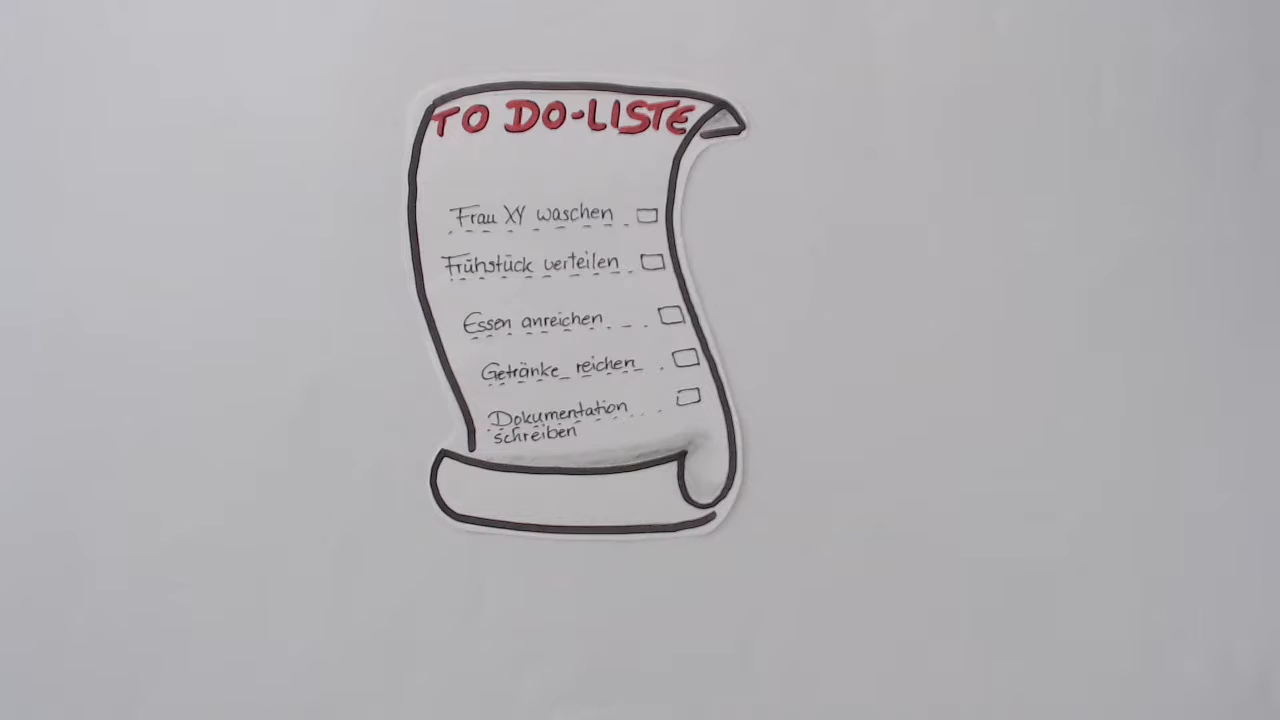 TO DO-LISTE
Frau XY waschen
Frühstück verteilen
Essen anreichen
Getränke reichen
Dokumentation
schreiben